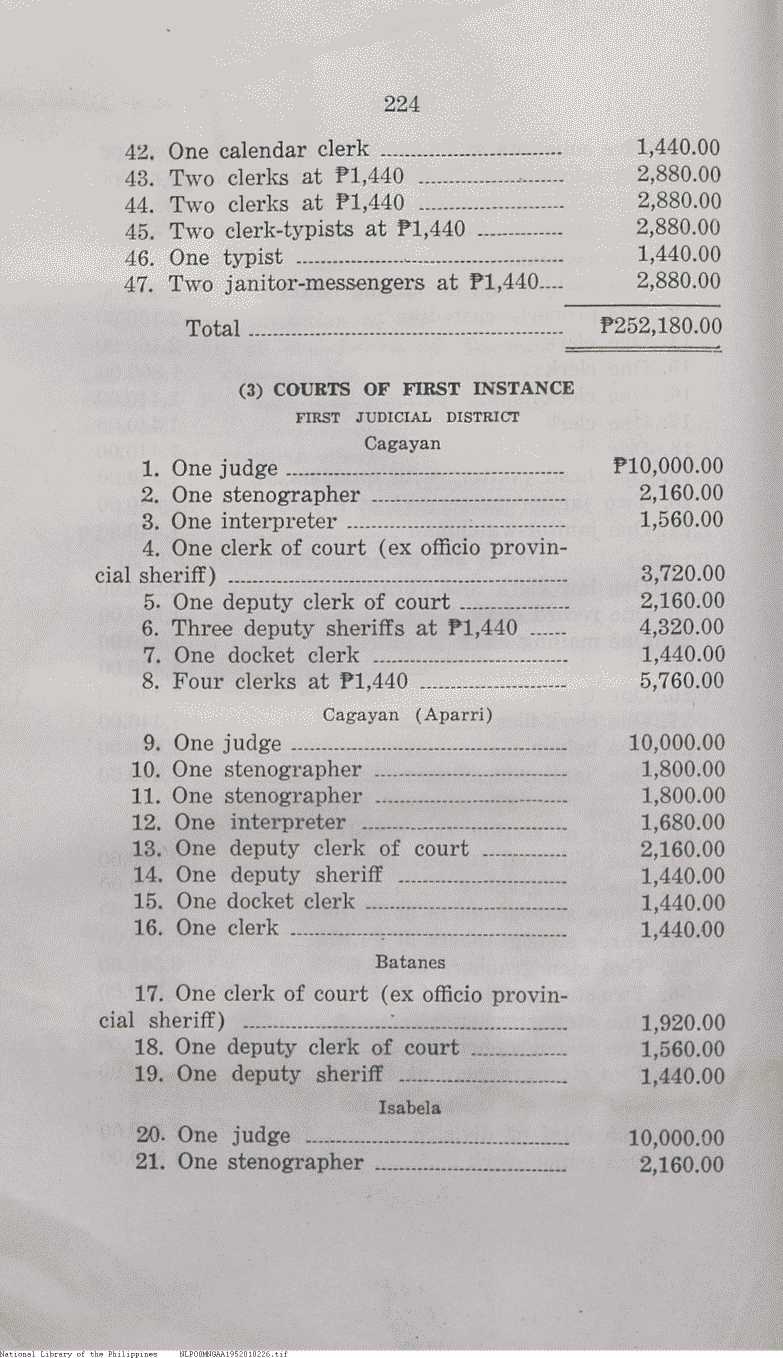 224
42. One calendar clerk 1,440.00
43. Two clerks at ₱1,440 2,880.00
44. Two clerks at ₱1,440 2,880.00
45. Two clerk-typists at ₱1,440 2,880.00
46. One typist 1,440.00
47. Two janitor-messengers at ₱1,440 2,880.00
Total ₱252,180.00
(3) COURTS OF FIRST INSTANCE
FIRST JUDICIAL DISTRICT
Cagayan
1. One judge ₱10,000.00
2. One stenographer 2,160.00
3. One interpreter 1,560.00
4. One clerk of court (ex officio provin-
cial sheriff) 3,720.00
5. One deputy clerk of court 2,160.00
6. Three deputy sheriffs at ₱1,440 4,320.00
7. One docket clerk 1,440.00
8. Four clerks at ₱1,440 5,760.00
Cagayan (Aparri)
9. One judge 10,000.00
10. One stenographer 1,800.00
11. One stenographer 1,800.00
12. One interpreter 1,680.00
13. One deputy clerk of court 2,160.00
14. One deputy sheriff 1,440.00
15. One docket clerk 1,440.00
16. One clerk 1,440.00
Batanes
17. One clerk of court (ex officio provin-
cial sheriff) 1,920.00
18. One deputy clerk of court 1,560.00
19. One deputy sheriff 1,440.00
Isabela
20. One judge 10,000.00
21. One stenographer 2,160.00
National Library of the Philippines NLPO0MNGAA1952010226.tif